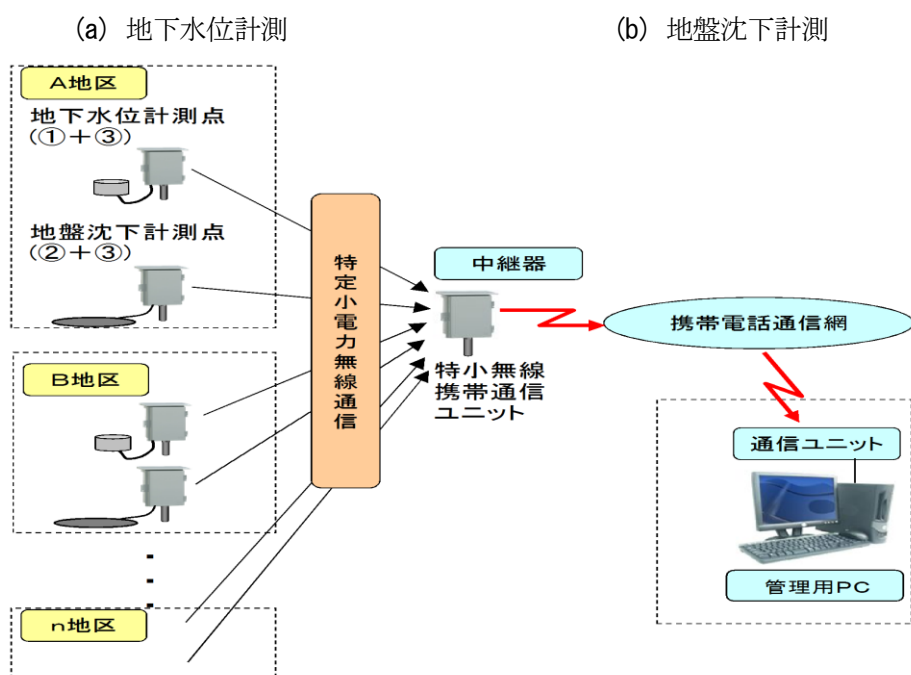 (a) 地下水位計測
(b) 地盤沈下計測
A地区
地下水位計測点
(①+③)
地盤沈下計測点
(②+③)
B地区
n地区
特定小電力無線通信
中継器
特小無線
携帯通信
ユニット
携帯電話通信網
通信ユニット
管理用PC